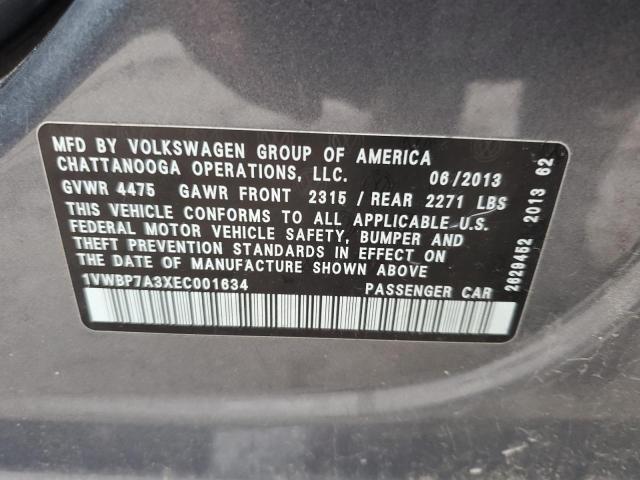 MFD BY VOLKSWAGEN GROUP OF AMERICA
CHATTANOOGA OPERATIONS, LLC. 06/2013
GVWR 4475 GAWR FRONT 2315 / REAR 2271 LBS
THIS VEHICLE CONFORMS TO ALL APPLICABLE U.S.
FEDERAL MOTOR VEHICLE SAFETY, BUMPER AND
THEFT PREVENTION STANDARDS IN EFFECT ON
THE DATE OF MANUFACTURE SHOWN ABOVE
1VWBP7A3XEC001634 PASSENGER CAR
2629452 2013 62